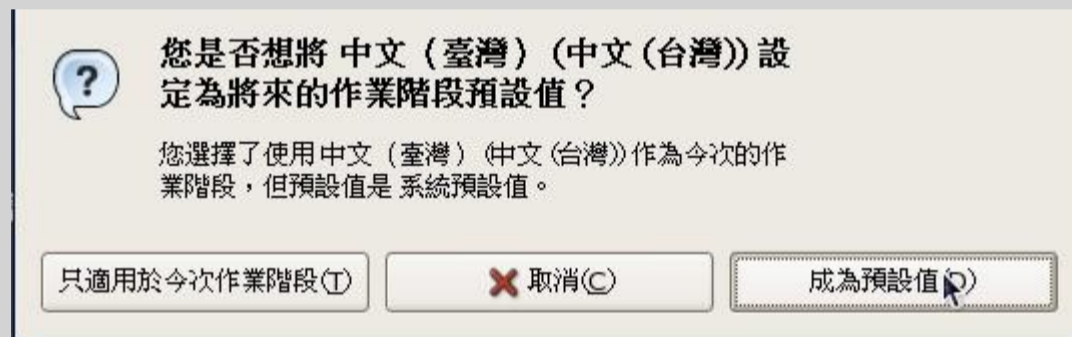 您是否想將 中文（臺灣） (中文 (台灣)) 設
定為將來的作業階段預設值？
您選擇了使用中文（臺灣） (中文 (台灣)) 作為今次的作
業階段，但預設值是 系統預設值。
只適用於今次作業階段(T)
取消(C)
成為預設值(D)